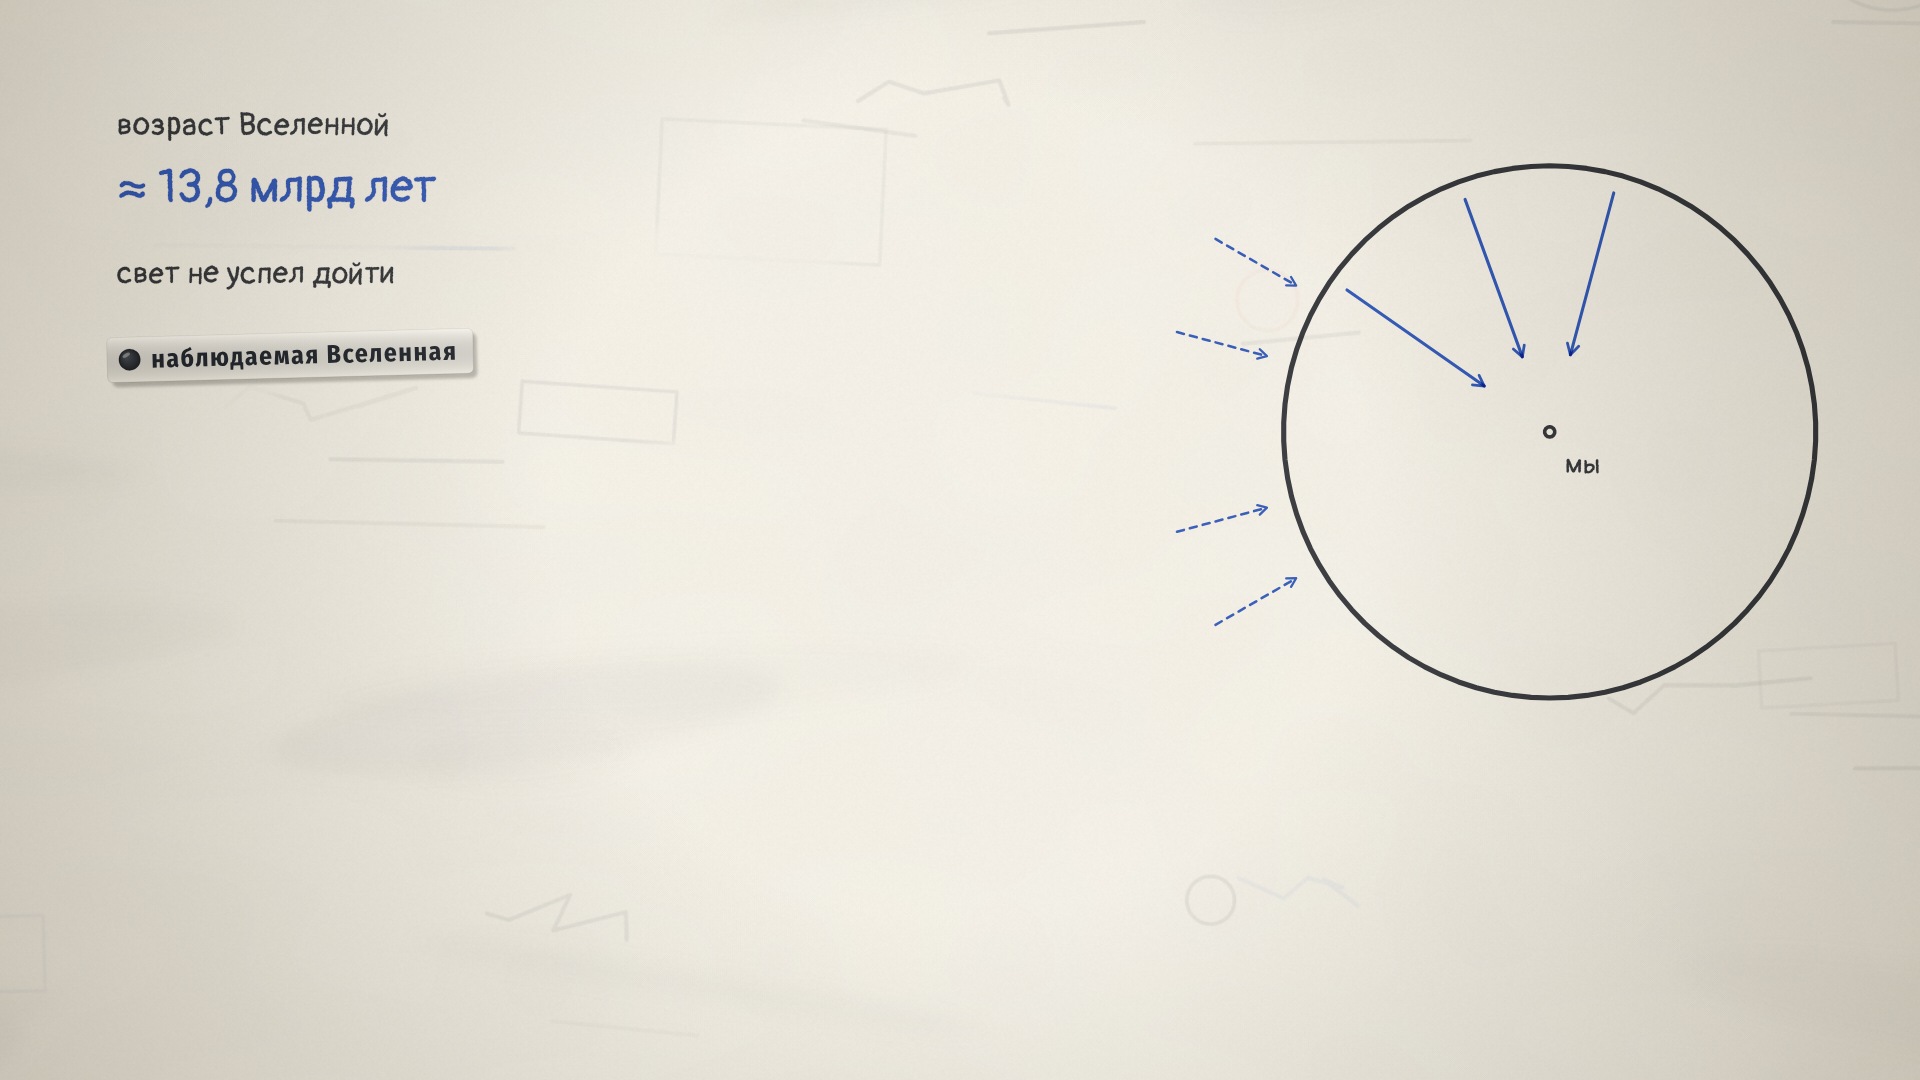 возраст Вселенной
≈ 13,8 млрд лет
свет не успел дойти
наблюдаемая Вселенная
мы